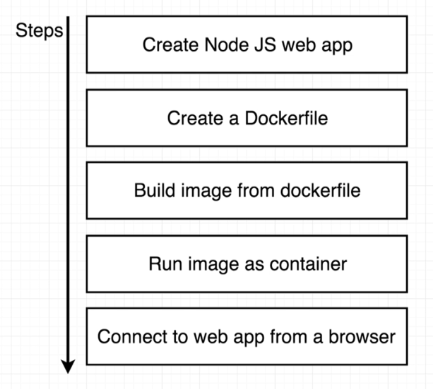 Steps
Create Node JS web app
Create a Dockerfile
Build image from dockerfile
Run image as container
Connect to web app from a browser